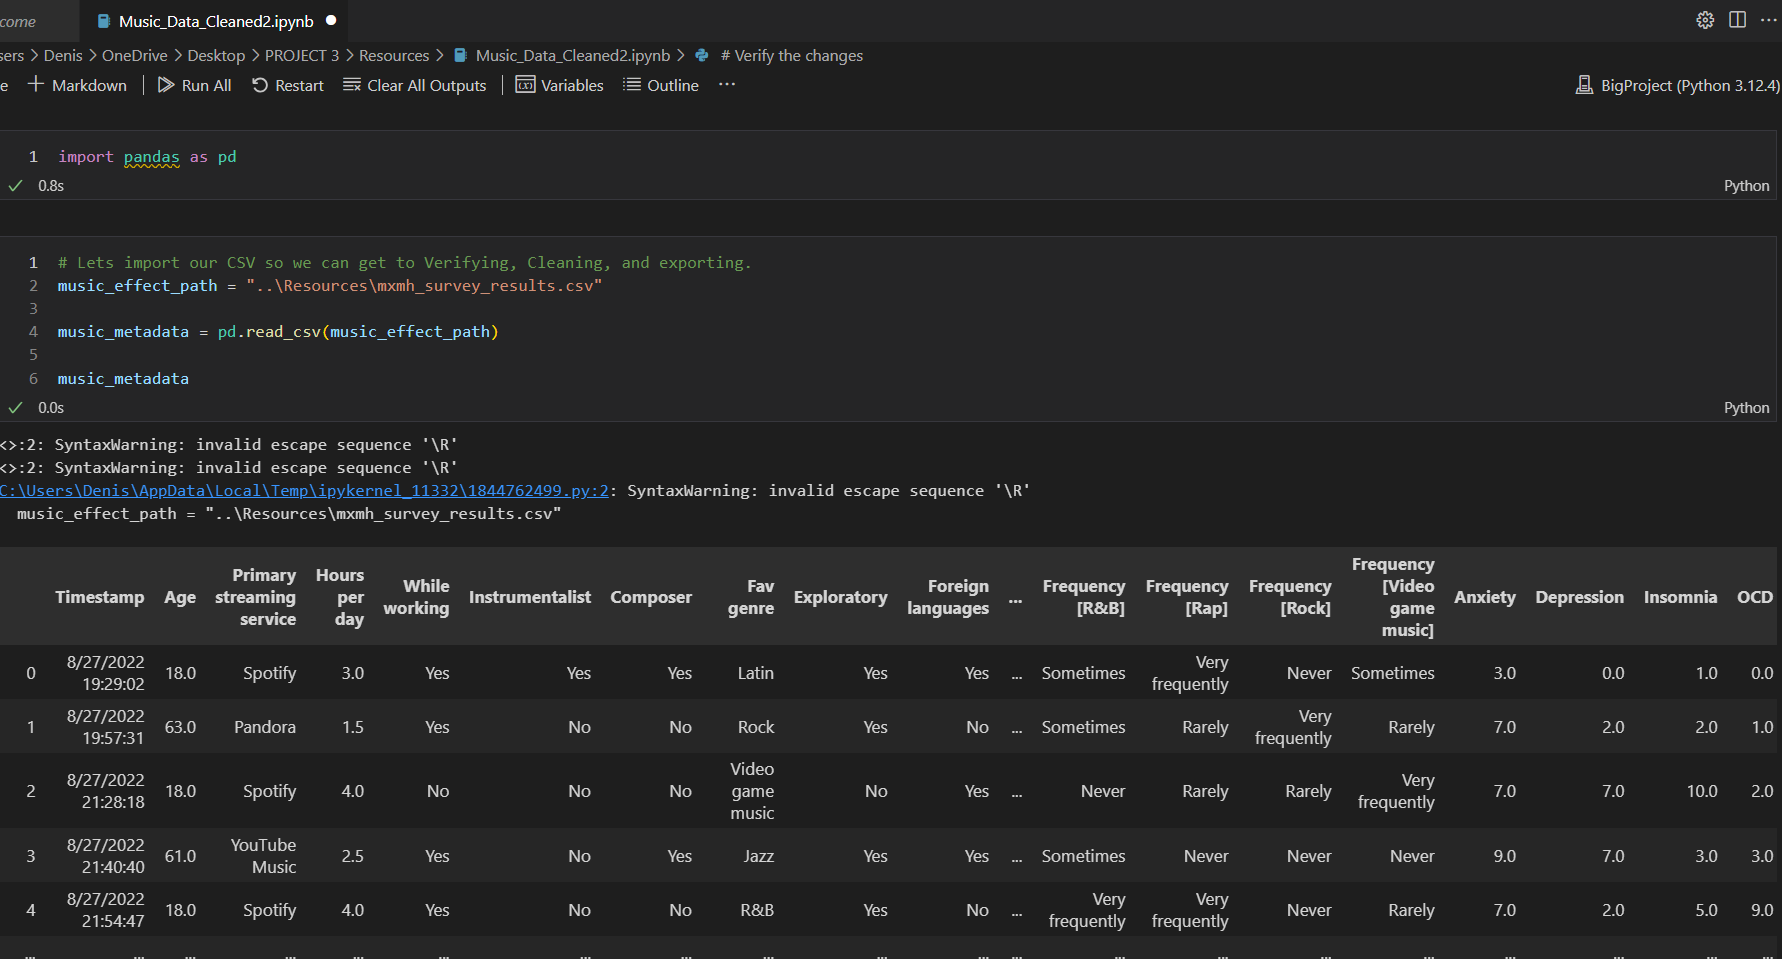 come Music_Data_Cleaned2.ipynb
sers > Denis > OneDrive > Desktop > PROJECT 3 > Resources > Music_Data_Cleaned2.ipynb > # Verify the changes
e + Markdown Run All Restart Clear All Outputs Variables Outline ... BigProject (Python 3.12.4)
1 import pandas as pd
0.8s Python
1 # Lets import our CSV so we can get to Verifying, Cleaning, and exporting.
2 music_effect_path = "..\Resources\mxmh_survey_results.csv"
3
4 music_metadata = pd.read_csv(music_effect_path)
5
6 music_metadata
0.0s Python
<>:2: SyntaxWarning: invalid escape sequence '\R'
<>:2: SyntaxWarning: invalid escape sequence '\R'
C:\Users\Denis\AppData\Local\Temp\ipykernel_11332\1844762499.py:2: SyntaxWarning: invalid escape sequence '\R'
music_effect_path = "..\Resources\mxmh_survey_results.csv"
Timestamp Age Primary streaming service Hours per day While working Instrumentalist Composer Fav genre Exploratory Foreign languages ... Frequency [R&B] Frequency [Rap] Frequency [Rock] Frequency [Video game music] Anxiety Depression Insomnia OCD
0 8/27/2022 19:29:02 18.0 Spotify 3.0 Yes Yes Yes Latin Yes Yes ... Sometimes Very frequently Never Sometimes 3.0 0.0 1.0 0.0
1 8/27/2022 19:57:31 63.0 Pandora 1.5 Yes No No Rock Yes No ... Sometimes Rarely Very frequently Rarely 7.0 2.0 2.0 1.0
2 8/27/2022 21:28:18 18.0 Spotify 4.0 No No No Video game music No Yes ... Never Rarely Rarely Very frequently 7.0 7.0 10.0 2.0
3 8/27/2022 21:40:40 61.0 YouTube Music 2.5 Yes No Yes Jazz Yes Yes ... Sometimes Never Never Never 9.0 7.0 3.0 3.0
4 8/27/2022 21:54:47 18.0 Spotify 4.0 Yes No No R&B Yes No ... Very frequently Very frequently Never Rarely 7.0 2.0 5.0 9.0
... ... ... ... ... ... ... ... ... ... ... ... ... ... ... ... ... ... ... ...